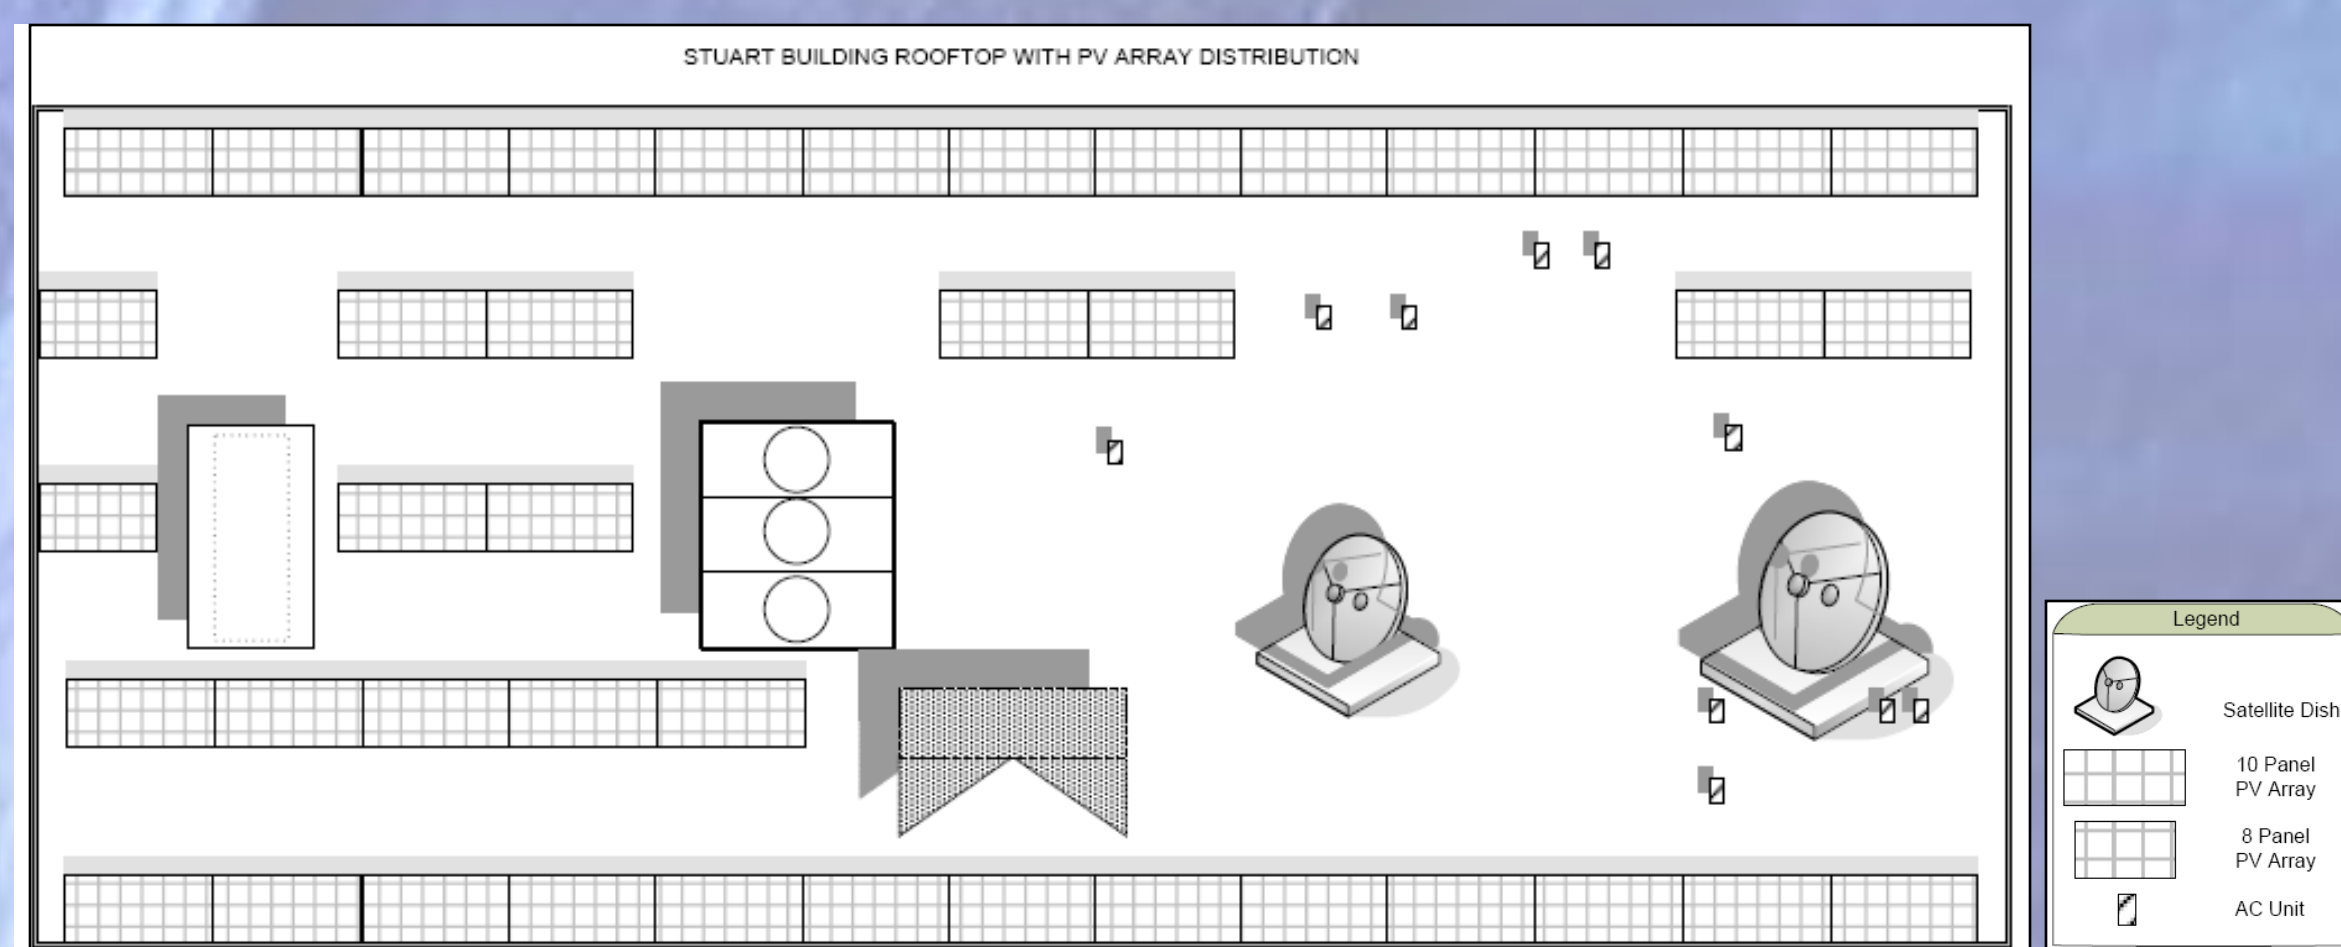 STUART BUILDING ROOFTOP WITH PV ARRAY DISTRIBUTION
Legend
Satellite Dish
10 Panel
PV Array
8 Panel
PV Array
AC Unit